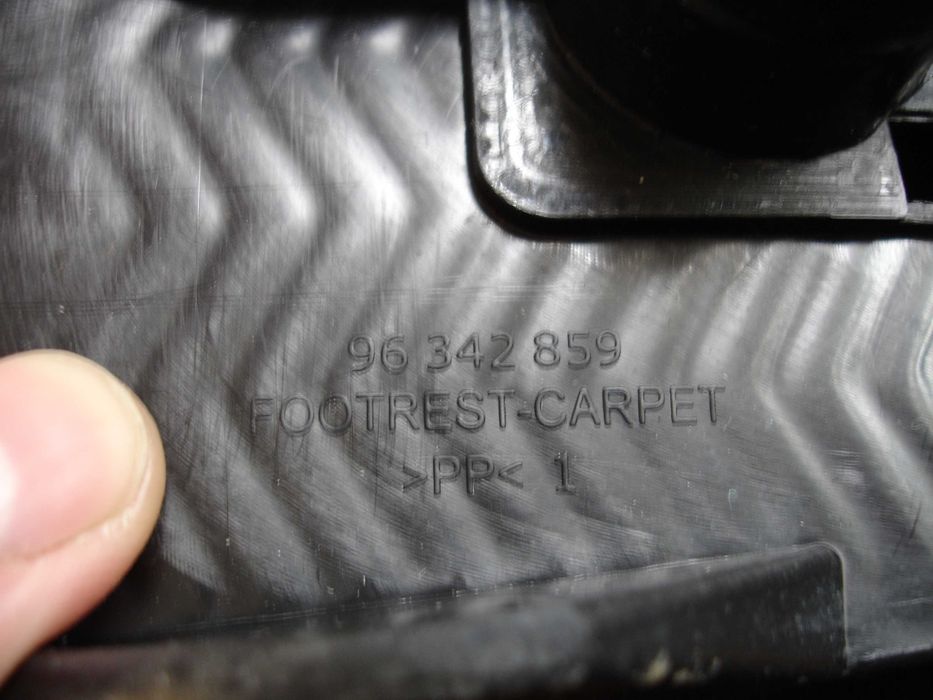 96 342 859
FOOTREST-CARPET
>PP< 1